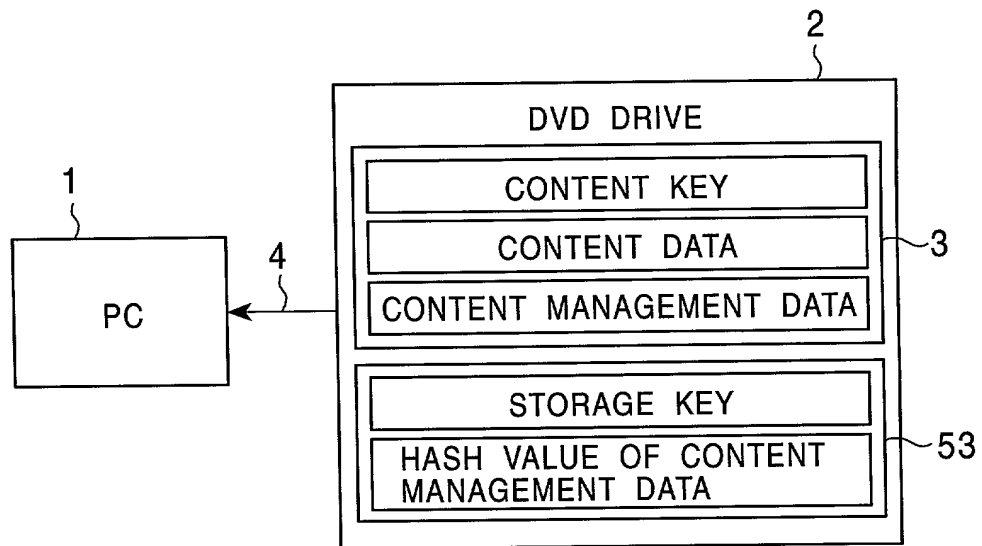 2
DVD DRIVE
CONTENT KEY
1
CONTENT DATA
3
4
CONTENT MANAGEMENT DATA
PC
STORAGE KEY
53
HASH VALUE OF CONTENT
MANAGEMENT DATA